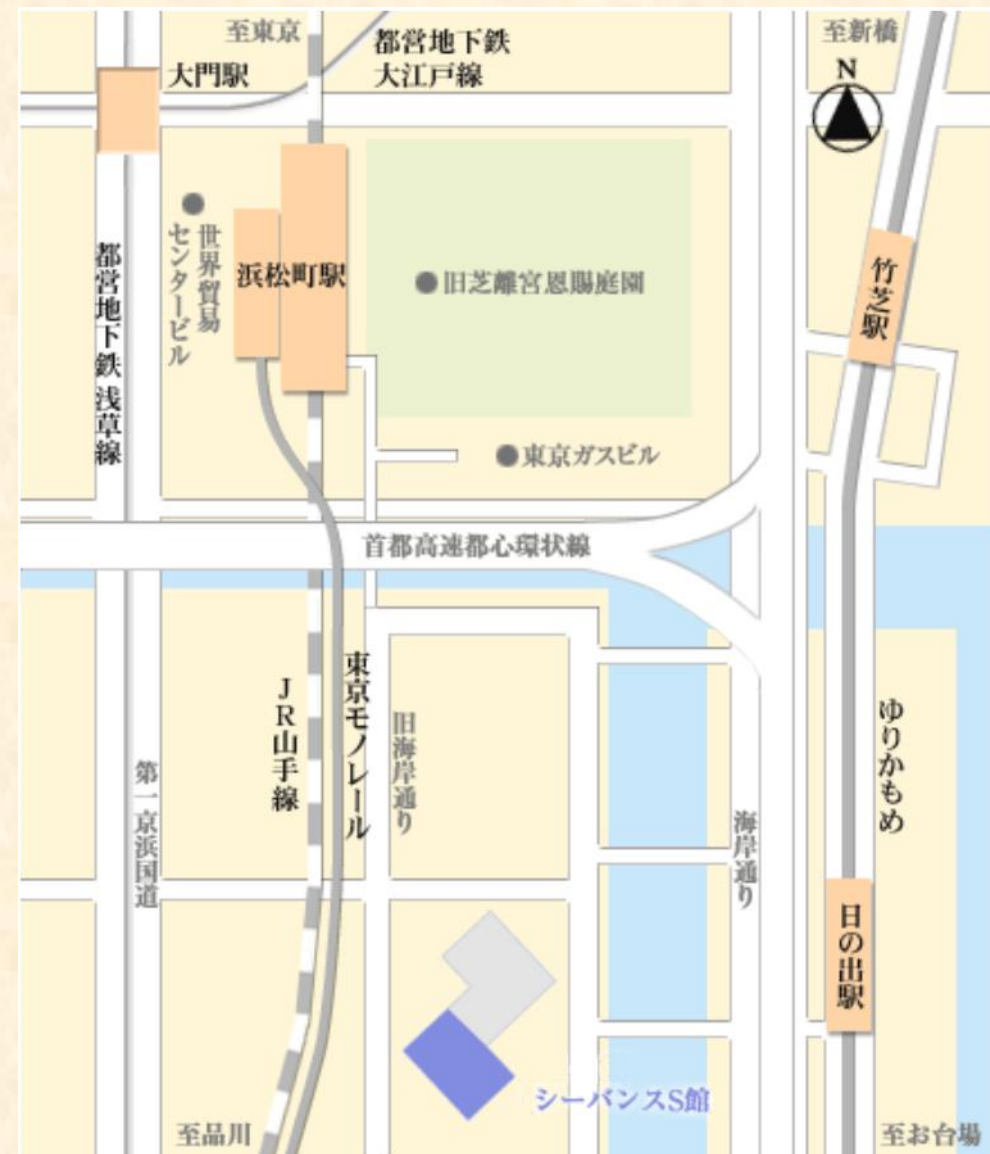 至東京
都営地下鉄
大江戸線
至新橋
大門駅
N
世界貿易
センタービル
浜松町駅
旧芝離宮恩賜庭園
竹芝駅
都営地下鉄 浅草線
東京ガスビル
首都高速都心環状線
JR山手線
東京モノレール
旧海岸通り
ゆりかもめ
第一京浜国道
海岸通り
日の出駅
シーバンスS館
至品川
至お台場